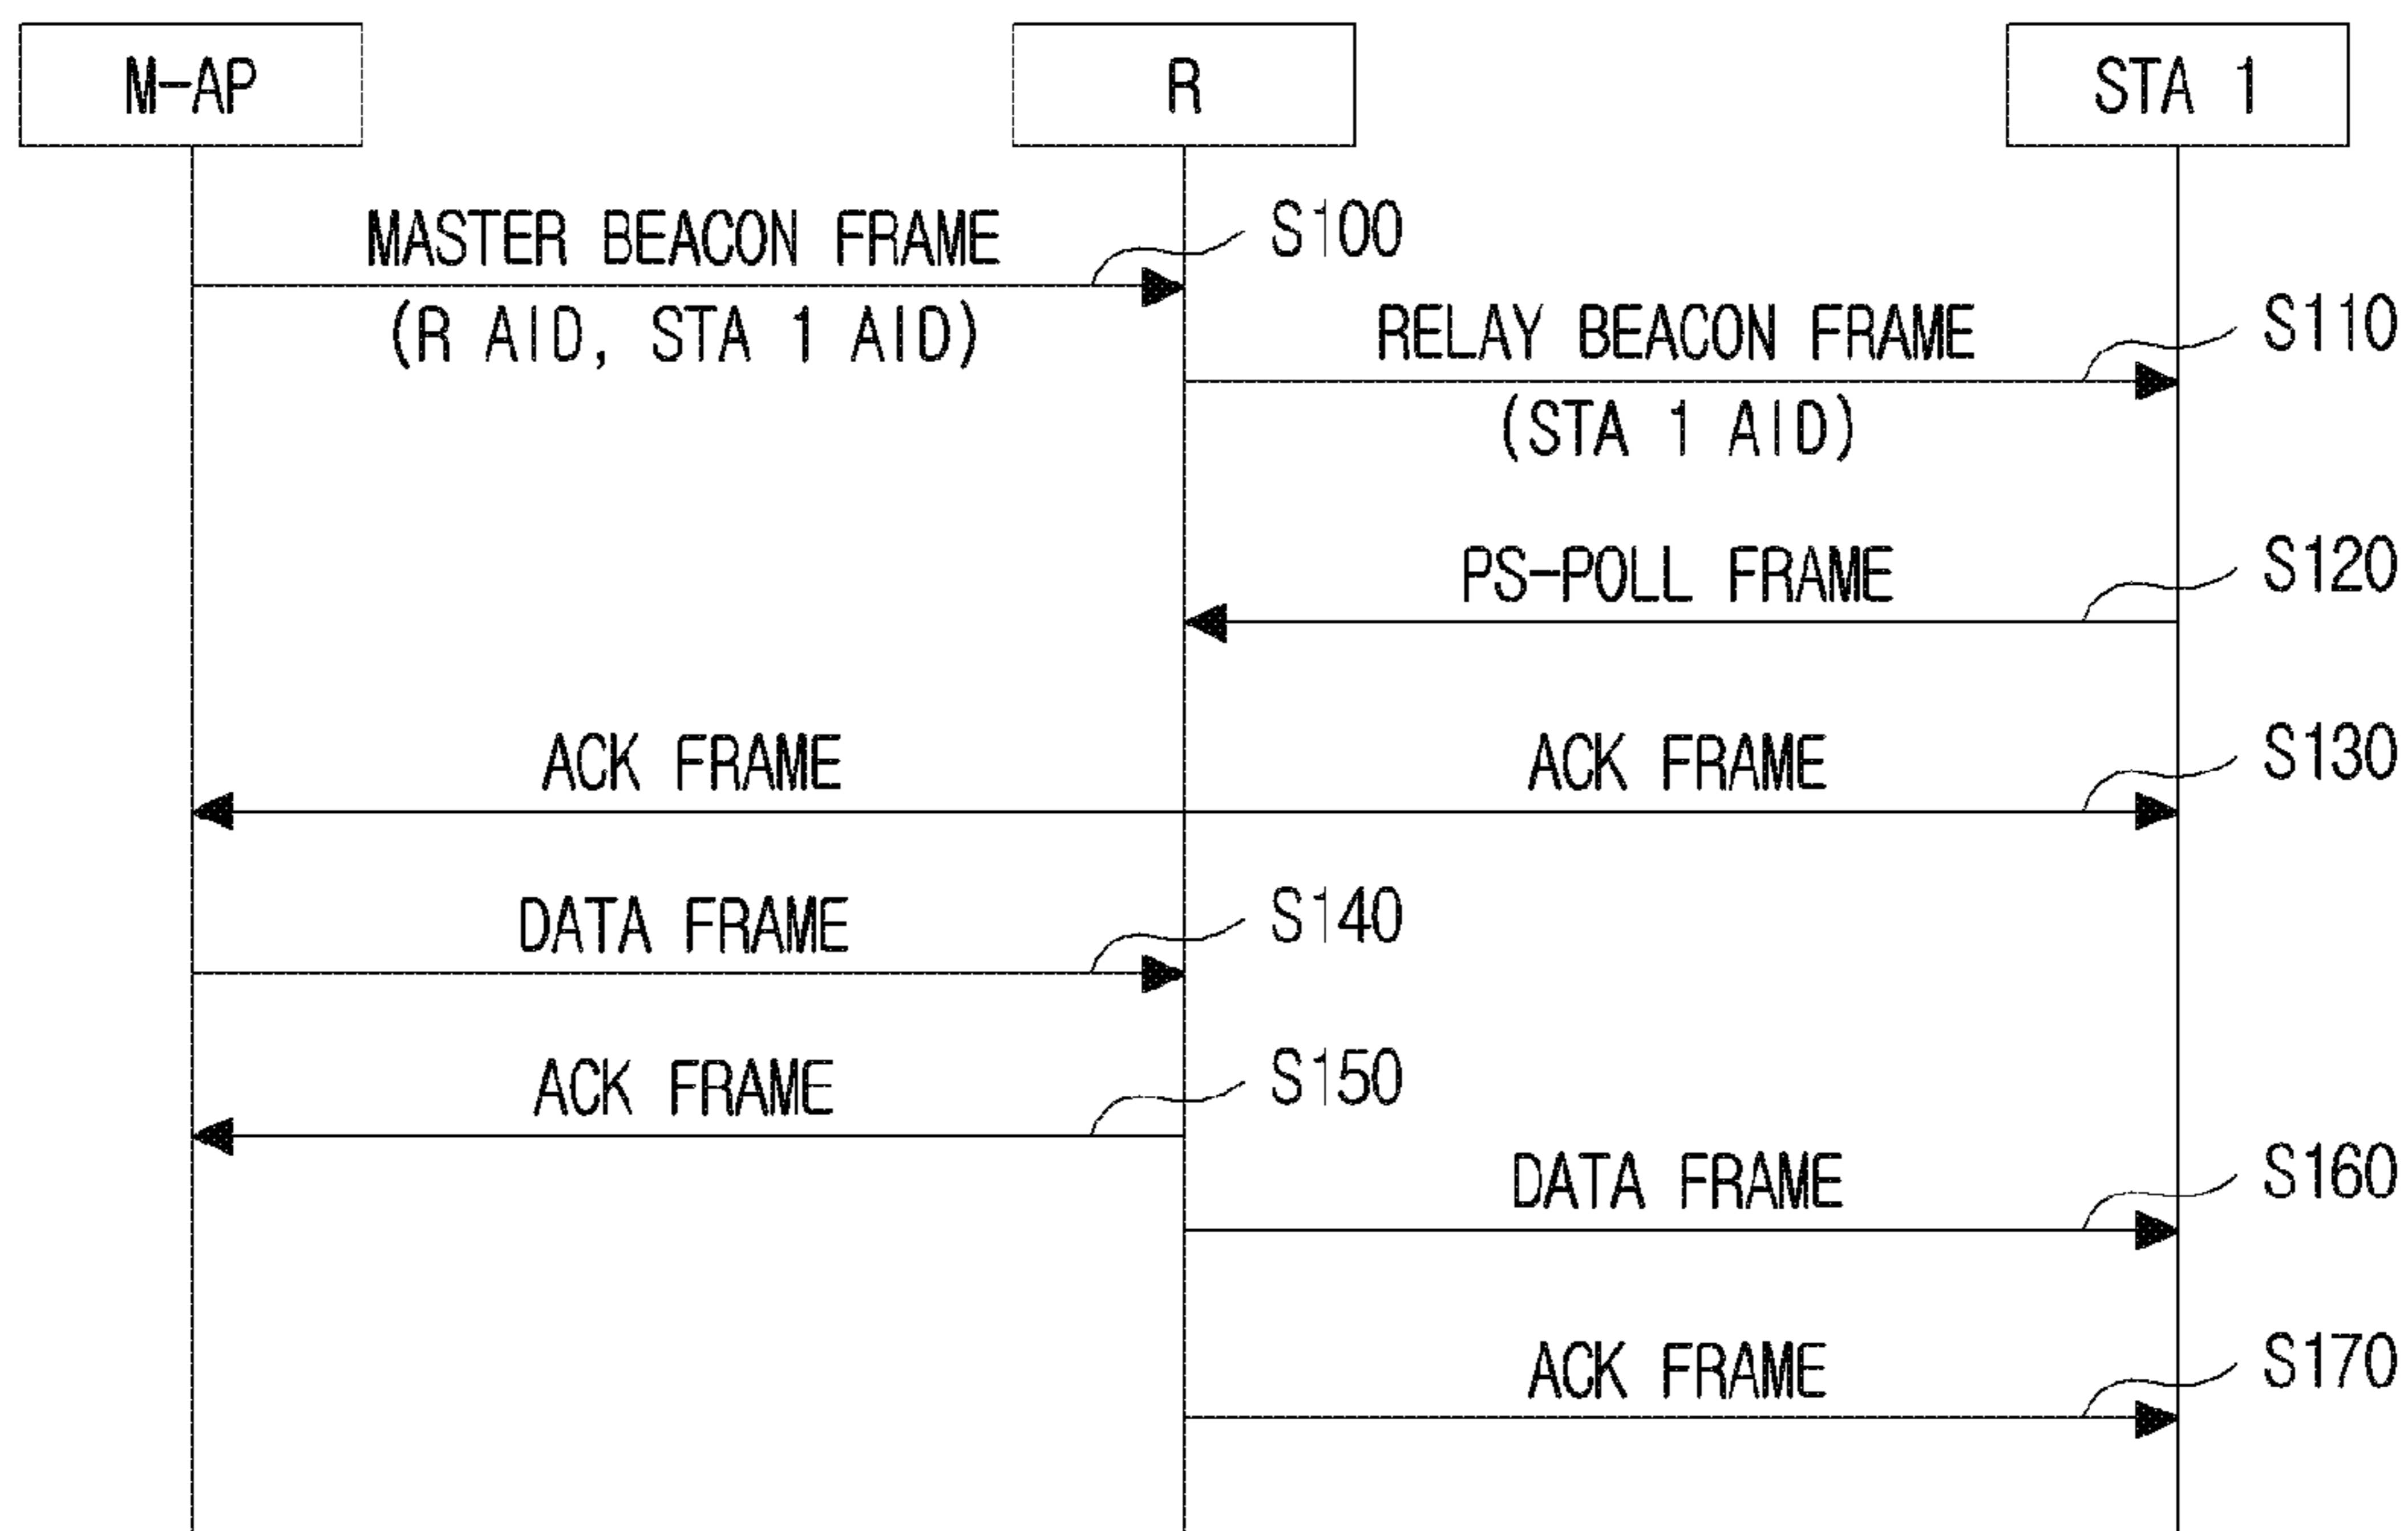 M-AP
R
STA 1
MASTER BEACON FRAME
S100
(R AID, STA 1 AID)
RELAY BEACON FRAME
S110
(STA 1 AID)
PS-POLL FRAME
S120
ACK FRAME
ACK FRAME
S130
DATA FRAME
S140
ACK FRAME
S150
DATA FRAME
S160
ACK FRAME
S170